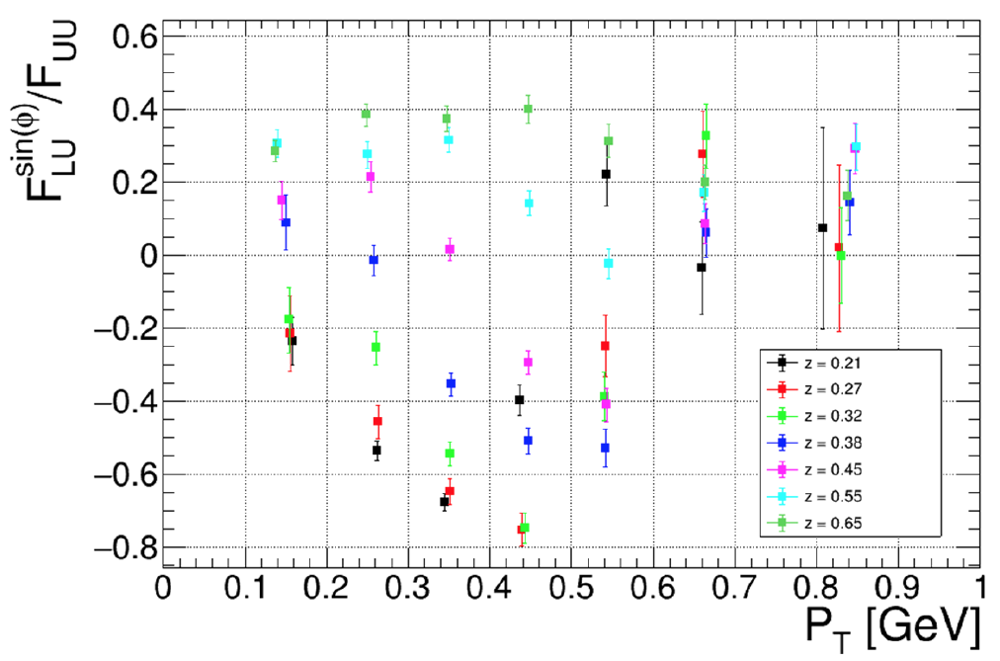 F_LU^sin(ϕ)/F_UU
0.6
0.4
0.2
0
−0.2
−0.4
−0.6
−0.8
z = 0.21
z = 0.27
z = 0.32
z = 0.38
z = 0.45
z = 0.55
z = 0.65
0 0.1 0.2 0.3 0.4 0.5 0.6 0.7 0.8 0.9 1
P_T [GeV]